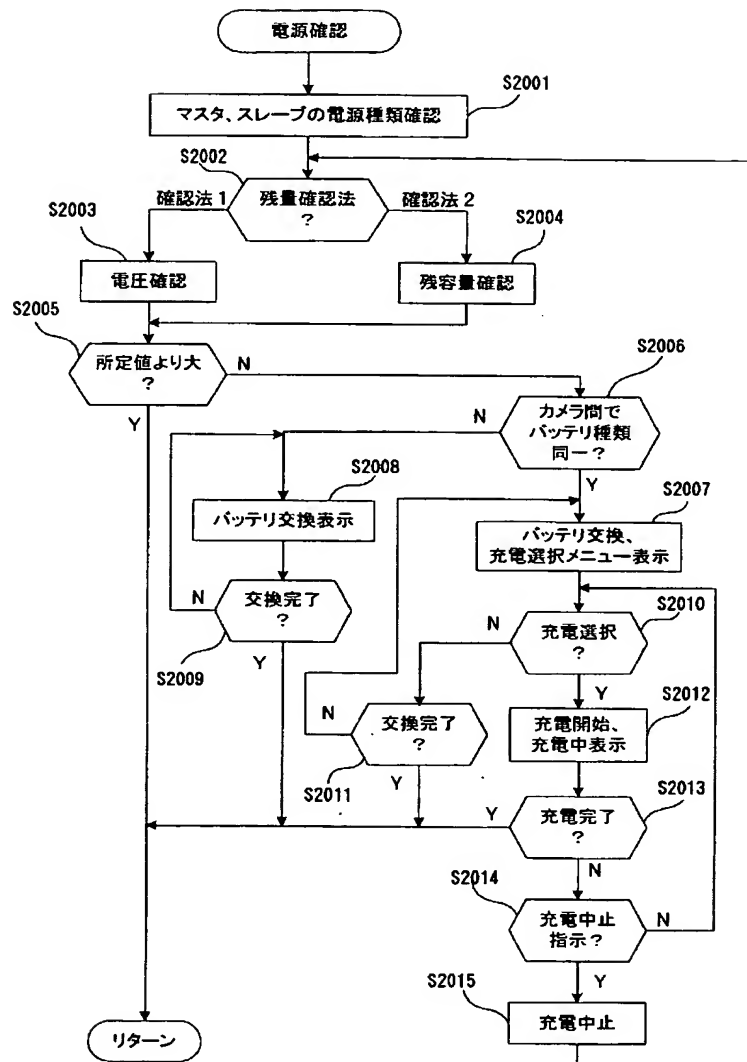 電源確認
S2001
マスタ、スレーブの電源種類確認
S2002
残量確認法
?
確認法1
確認法2
S2003
電圧確認
S2004
残容量確認
S2005
所定値より大
?
N
Y
S2006
カメラ間で
バッテリ種類
同一?
N
Y
S2008
バッテリ交換表示
S2007
バッテリ交換、
充電選択メニュー表示
N
交換完了
?
S2009
Y
S2010
充電選択
?
N
Y
S2012
充電開始、
充電中表示
N
交換完了
?
S2011
Y
S2013
充電完了
?
Y
N
S2014
充電中止
指示?
N
Y
S2015
充電中止
リターン